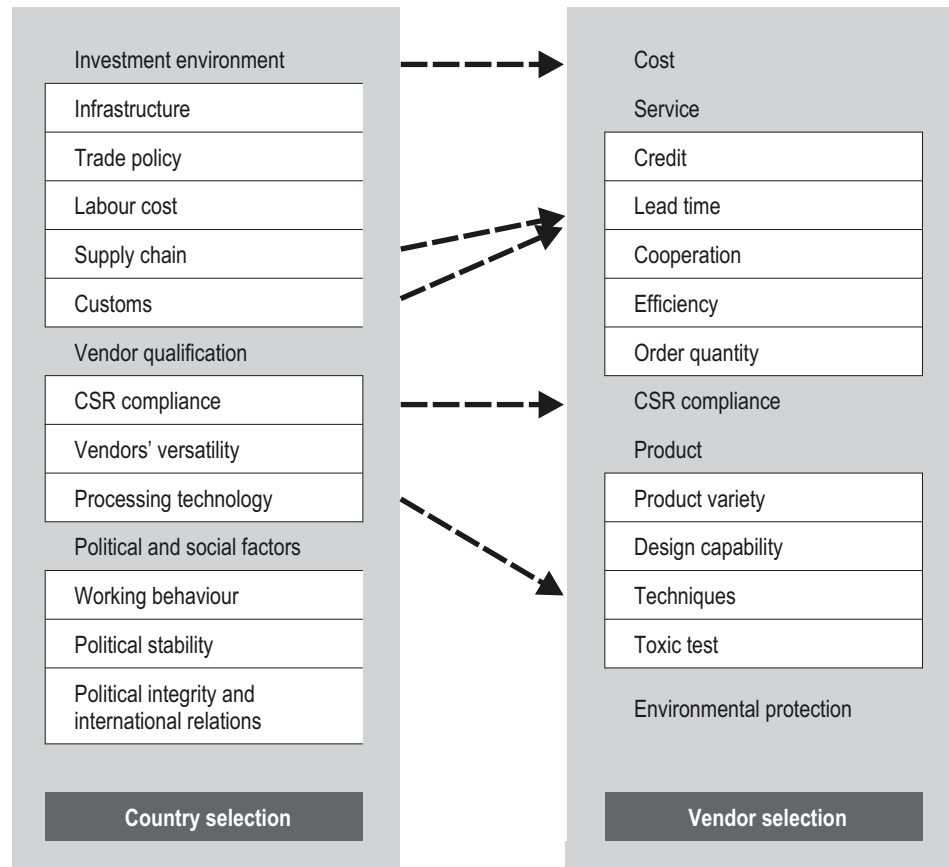 Investment environment
Infrastructure
Trade policy
Labour cost
Supply chain
Customs
Vendor qualification
CSR compliance
Vendors’ versatility
Processing technology
Political and social factors
Working behaviour
Political stability
Political integrity and
international relations
Country selection
Cost
Service
Credit
Lead time
Cooperation
Efficiency
Order quantity
CSR compliance
Product
Product variety
Design capability
Techniques
Toxic test
Environmental protection
Vendor selection